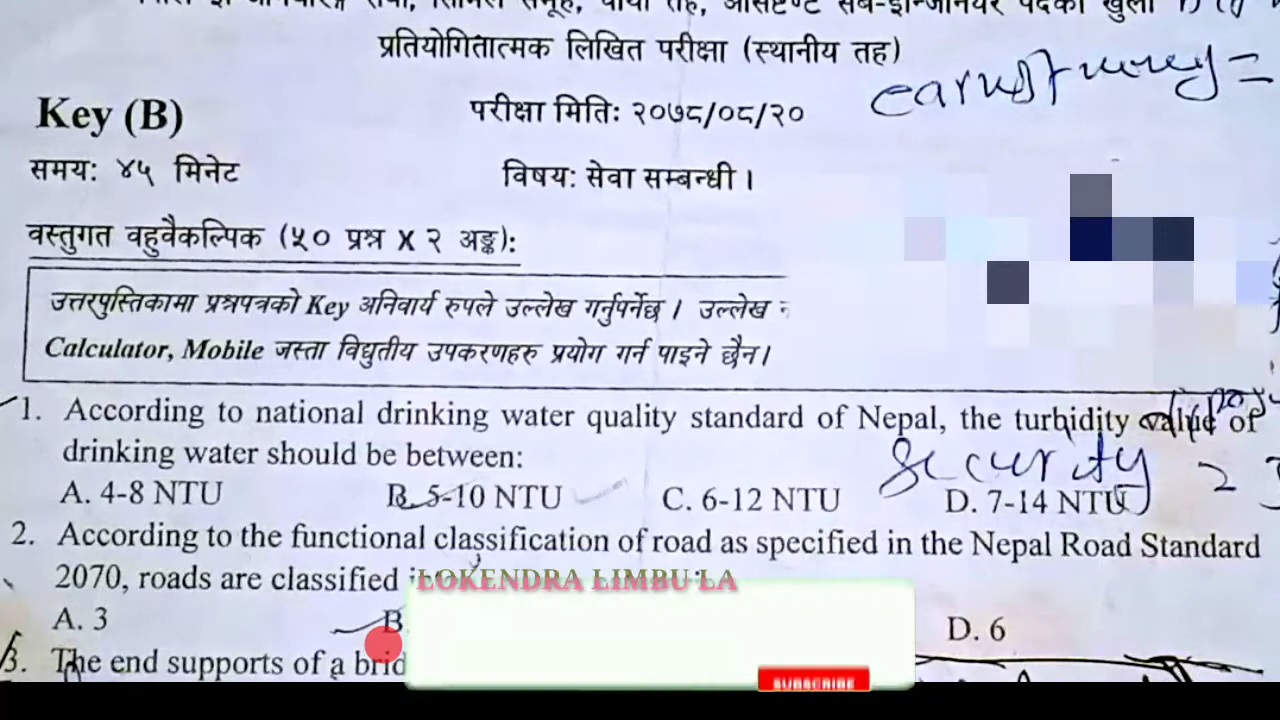 प्रतियोगितात्मक लिखित परीक्षा (स्थानीय तह)
Key (B)
परीक्षा मितिः २०७८/०८/२०
समयः ४५ मिनेट
विषयः सेवा सम्बन्धी ।
वस्तुगत वहुवैकल्पिक (५० प्रश्न X २ अङ्क):
उत्तरपुस्तिकामा प्रश्नपत्रको Key अनिवार्य रुपले उल्लेख गर्नुपर्नेछ । उल्लेख
Calculator, Mobile जस्ता विद्युतीय उपकरणहरु प्रयोग गर्न पाइने छैन।
1. According to national drinking water quality standard of Nepal, the turbidity value of
drinking water should be between:
Security
A. 4-8 NTU B. 5-10 NTU C. 6-12 NTU D. 7-14 NTU
2. According to the functional classification of road as specified in the Nepal Road Standard
2070, roads are classified
LOKENDRA LIMBU LA
A. 3 B. D. 6
3. The end supports of a brid
SUBSCRIBE